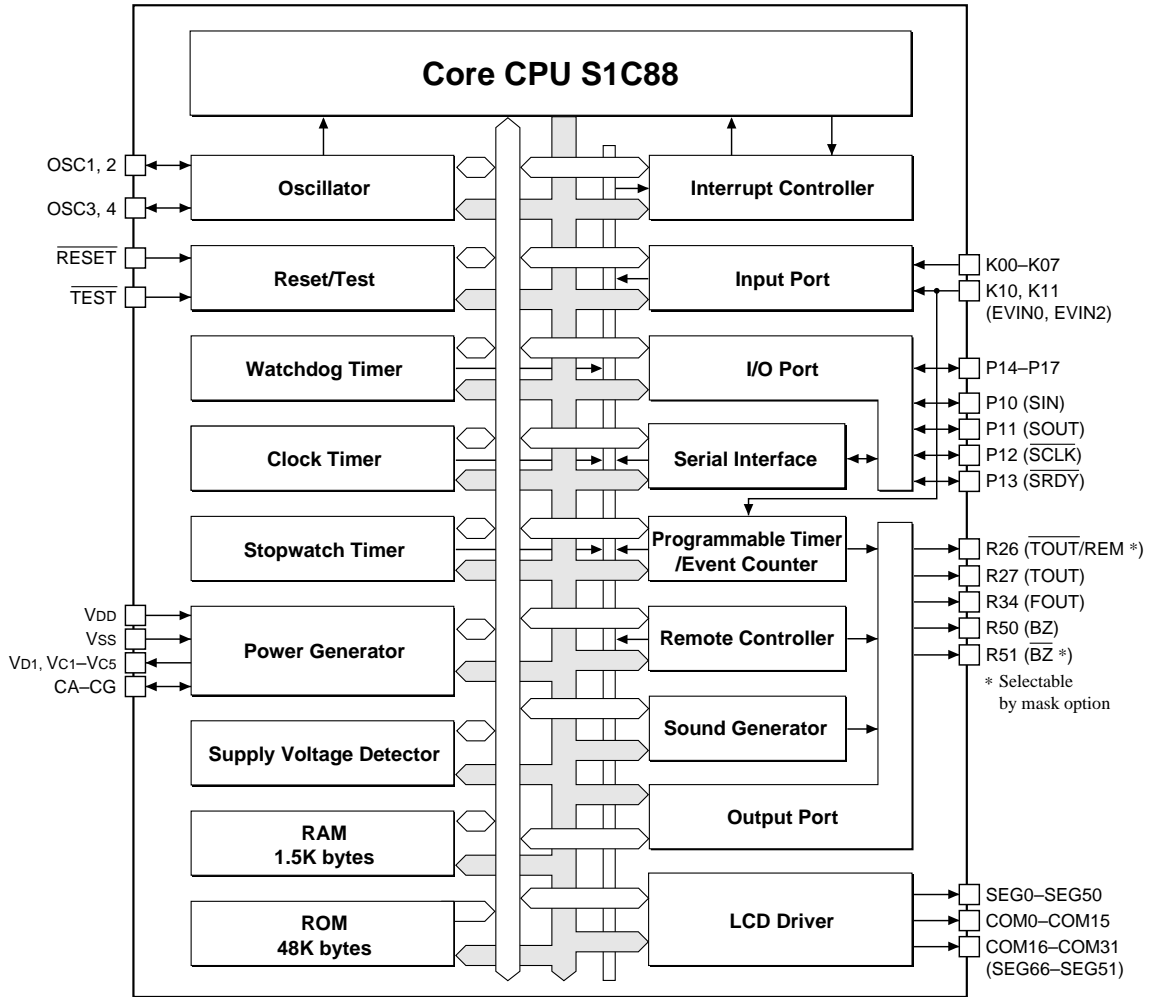 Core CPU S1C88
OSC1, 2
OSC3, 4
Oscillator
Interrupt Controller
RESET
TEST
Reset/Test
Input Port
K00–K07
K10, K11
(EVIN0, EVIN2)
Watchdog Timer
I/O Port
P14–P17
P10 (SIN)
P11 (SOUT)
P12 (SCLK)
P13 (SRDY)
Clock Timer
Serial Interface
Stopwatch Timer
Programmable Timer
/Event Counter
R26 (TOUT/REM *)
R27 (TOUT)
R34 (FOUT)
R50 (BZ)
R51 (BZ *)
* Selectable
by mask option
VDD
VSS
VD1, VC1–VC5
CA–CG
Power Generator
Remote Controller
Supply Voltage Detector
Sound Generator
RAM
1.5K bytes
Output Port
ROM
48K bytes
LCD Driver
SEG0–SEG50
COM0–COM15
COM16–COM31
(SEG66–SEG51)